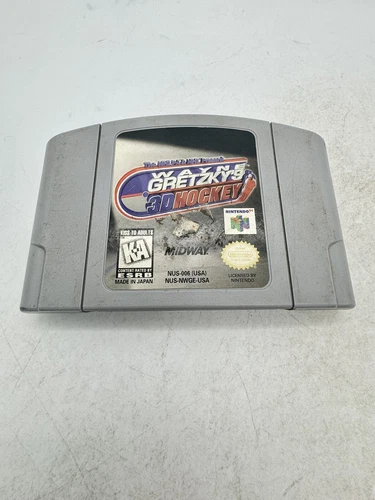 WAYNE
GRETZKY'S
3D HOCKEY
NINTENDO 64
KIDS TO ADULTS
K-A
CONTENT RATED BY
ESRB
MADE IN JAPAN
MIDWAY
NUS-006 (USA)
NUS-NWGE-USA
LICENSED BY
NINTENDO